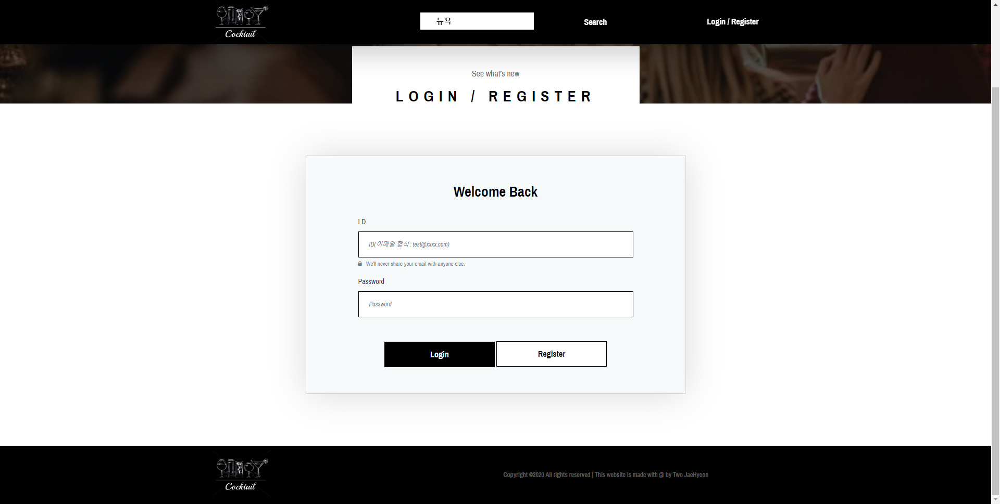 Cocktail
뉴욕
Search
Login / Register
See what's new
LOGIN / REGISTER
Welcome Back
I D
ID(이메일 형식 : test@xxxx.com)
We'll never share your email with anyone else.
Password
Password
Login
Register
Cocktail
Copyright ©2020 All rights reserved | This website is made with @ by Two JaeHyeon